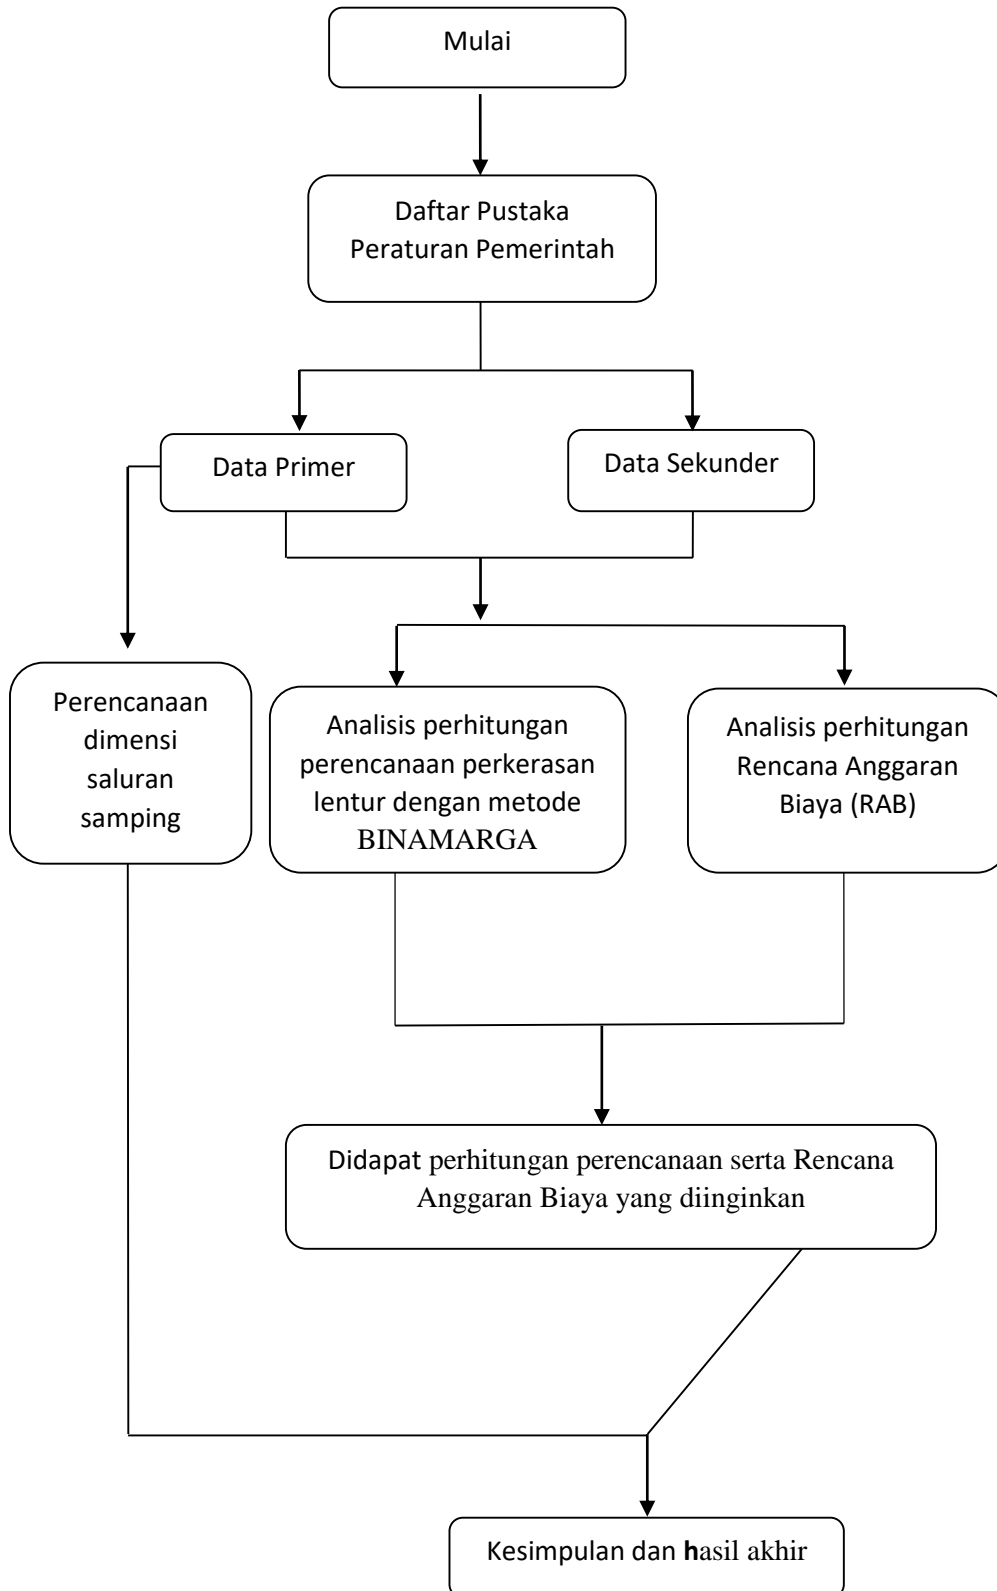 Mulai
Daftar Pustaka
Peraturan Pemerintah
Data Primer
Data Sekunder
Perencanaan
dimensi
saluran
samping
Analisis perhitungan
perencanaan perkerasan
lentur dengan metode
BINAMARGA
Analisis perhitungan
Rencana Anggaran
Biaya (RAB)
Didapat perhitungan perencanaan serta Rencana
Anggaran Biaya yang diinginkan
Kesimpulan dan hasil akhir